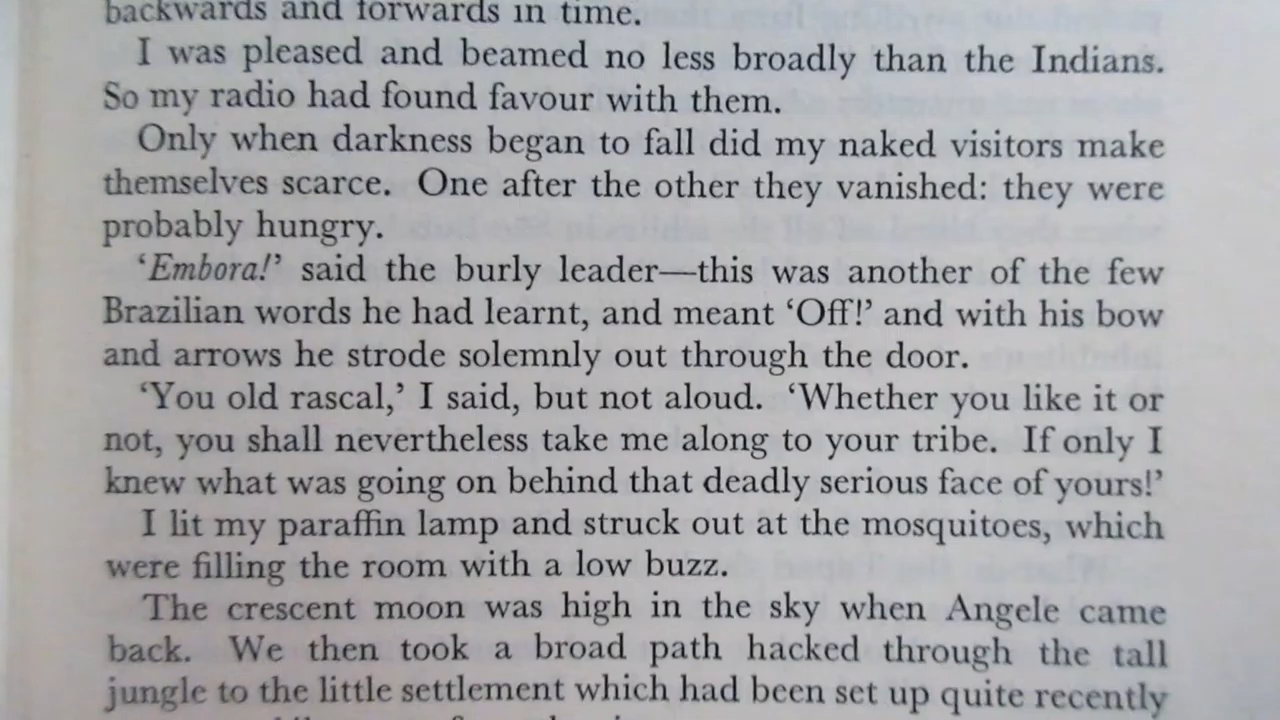 backwards and forwards in time.
I was pleased and beamed no less broadly than the Indians.
So my radio had found favour with them.
Only when darkness began to fall did my naked visitors make
themselves scarce. One after the other they vanished: they were
probably hungry.
‘Embora!’ said the burly leader—this was another of the few
Brazilian words he had learnt, and meant ‘Off!’ and with his bow
and arrows he strode solemnly out through the door.
‘You old rascal,’ I said, but not aloud. ‘Whether you like it or
not, you shall nevertheless take me along to your tribe. If only I
knew what was going on behind that deadly serious face of yours!’
I lit my paraffin lamp and struck out at the mosquitoes, which
were filling the room with a low buzz.
The crescent moon was high in the sky when Angele came
back. We then took a broad path hacked through the tall
jungle to the little settlement which had been set up quite recently